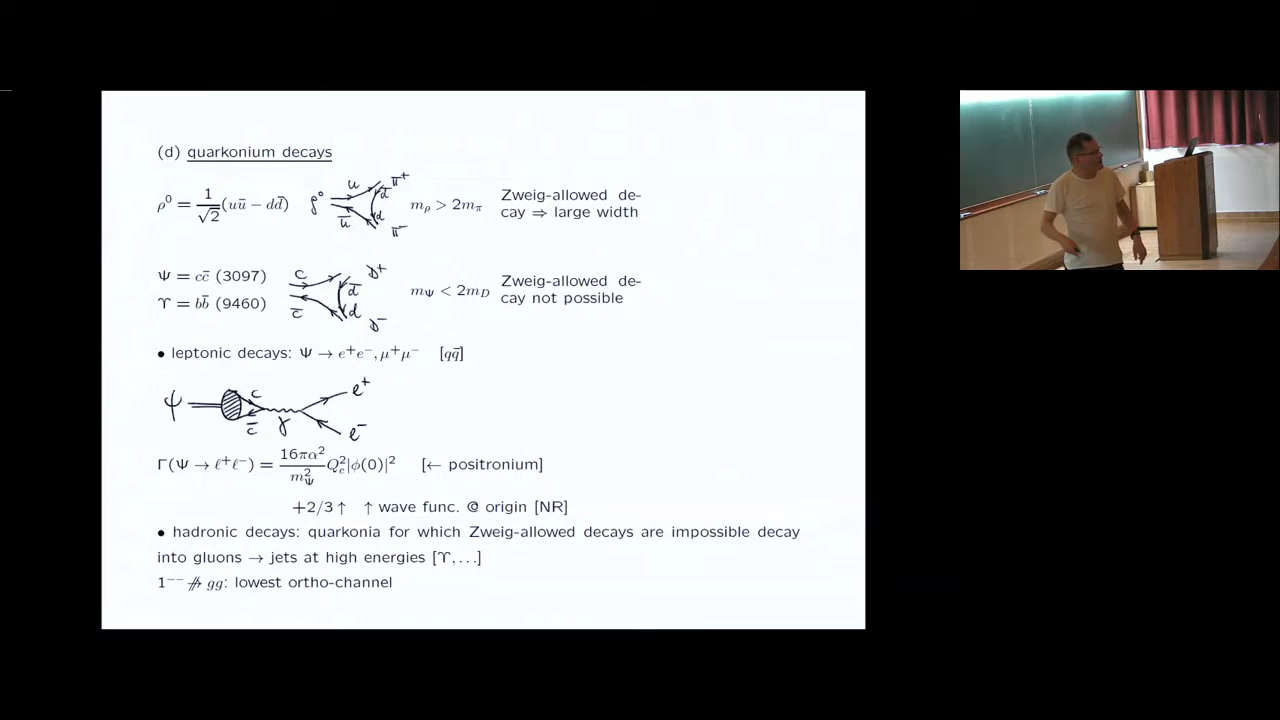 (d) quarkonium decays
ρ⁰ = 1/√2 (uū − dd̄) ρ⁰ u ū d̄ d π⁺ π⁻ m_ρ > 2m_π Zweig-allowed de-
cay ⇒ large width
Ψ = cc̄ (3097) c c̄ d̄ d D⁺ D⁻ m_Ψ < 2m_D Zweig-allowed de-
ϒ = bb̄ (9460) cay not possible
• leptonic decays: Ψ → e⁺e⁻, μ⁺μ⁻ [qq̄]
ψ c c̄ γ e⁺ e⁻
Γ(Ψ → ℓ⁺ℓ⁻) = 16πα²/m²_Ψ Q²_c|ϕ(0)|² [← positronium]
+2/3 ↑ ↑ wave func. @ origin [NR]
• hadronic decays: quarkonia for which Zweig-allowed decays are impossible decay
into gluons → jets at high energies [ϒ,...]
1⁻⁻ ↛ gg: lowest ortho-channel